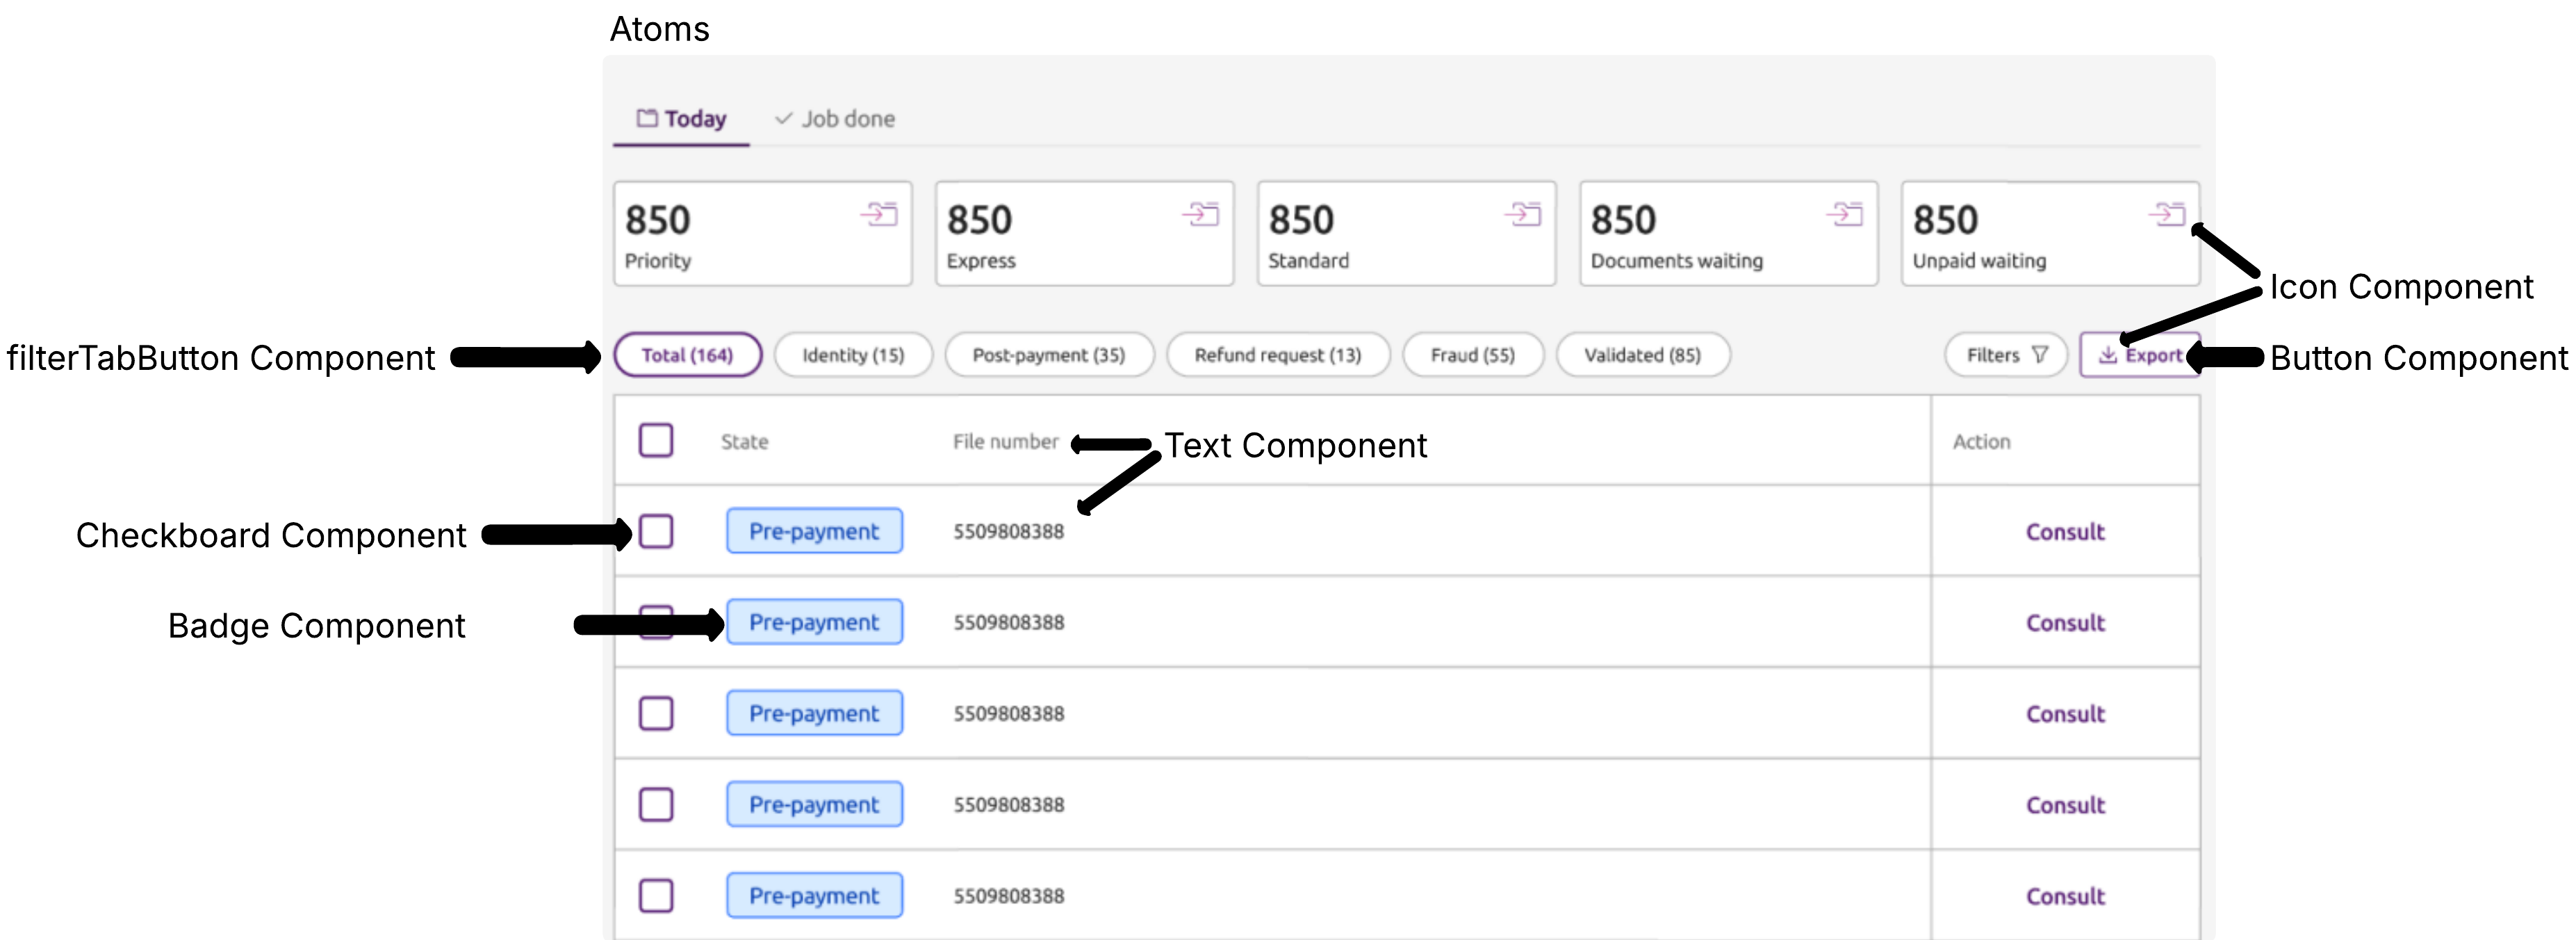 Atoms
Today Job done
850 850 850 850 850
Priority Express Standard Documents waiting Unpaid waiting
Icon Component
filterTabButton Component Total (164) Identity (15) Post-payment (35) Refund request (13) Fraud (55) Validated (85) Filters Export Button Component
State File number Text Component Action
Checkboard Component Pre-payment 5509808388 Consult
Badge Component Pre-payment 5509808388 Consult
Pre-payment 5509808388 Consult
Pre-payment 5509808388 Consult
Pre-payment 5509808388 Consult